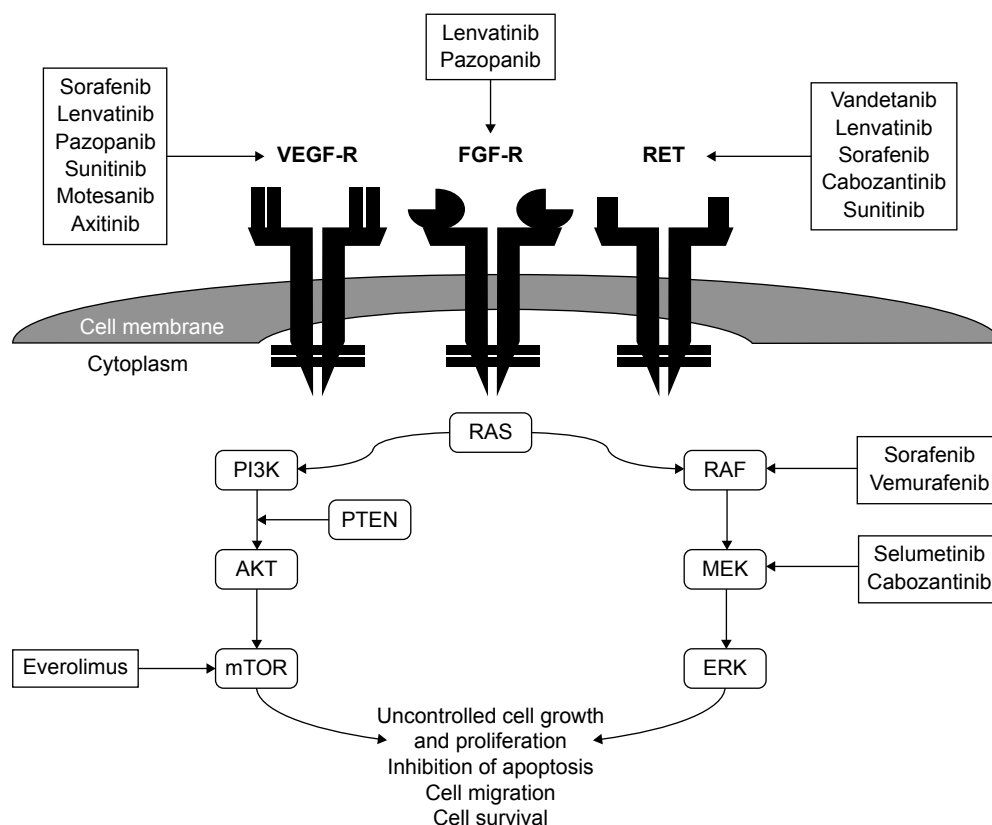 Lenvatinib
Pazopanib
Sorafenib
Lenvatinib
Pazopanib
Sunitinib
Motesanib
Axitinib
Vandetanib
Lenvatinib
Sorafenib
Cabozantinib
Sunitinib
VEGF-R
FGF-R
RET
Cell membrane
Cytoplasm
RAS
PI3K
RAF
Sorafenib
Vemurafenib
PTEN
AKT
MEK
Selumetinib
Cabozantinib
Everolimus
mTOR
ERK
Uncontrolled cell growth
and proliferation
Inhibition of apoptosis
Cell migration
Cell survival